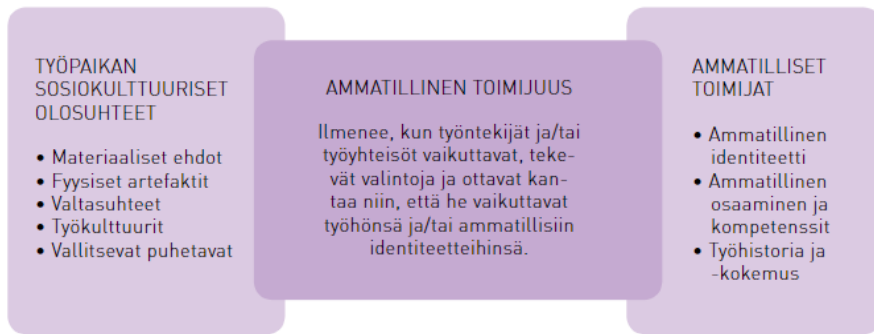 TYÖPAIKAN
SOSIOKULTTUURISET
OLOSUHTEET
• Materiaaliset ehdot
• Fyysiset artefaktit
• Valtasuhteet
• Työkulttuurit
• Vallitsevat puhetavat
AMMATILLINEN TOIMIJUUS
Ilmenee, kun työntekijät ja/tai
työyhteisöt vaikuttavat, teke-
vät valintoja ja ottavat kan-
taa niin, että he vaikuttavat
työhönsä ja/tai ammatillisiin
identiteetteihinsä.
AMMATILLISET
TOIMIJAT
• Ammatillinen
identiteetti
• Ammatillinen
osaaminen ja
kompetenssit
• Työhistoria ja
-kokemus